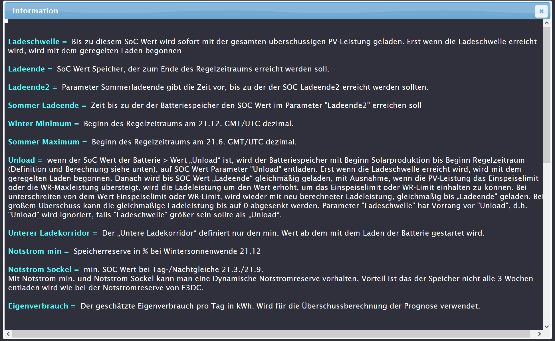 Information
Ladeschwelle = Bis zu diesem SoC Wert wird sofort mit der gesamten überschüssigen PV-Leistung geladen. Erst wenn die Ladeschwelle erreicht
wird, wird mit dem geregelten Laden begonnen
Ladeende = SoC Wert Speicher, der zum Ende des Regelzeitraums erreicht werden soll.
Ladeende2 = Parameter Sommerladeende gibt die Zeit vor, bis zu der der SOC Ladeende2 erreicht werden sollten.
Sommer Ladeende = Zeit bis zu der der Batteriespeicher den SOC Wert im Parameter "Ladeende2" erreichen soll
Winter Minimum = Beginn des Regelzeitraums am 21.12. GMT/UTC dezimal.
Sommer Maximum = Beginn des Regelzeitraums am 21.6. GMT/UTC dezimal.
Unload = wenn der SoC Wert der Batterie > Wert „Unload" ist, wird der Batteriespeicher mit Beginn Solarproduktion bis Beginn Regelzeitraum
(Definition und Berechnung siehe unten), auf SOC Wert Parameter "Unload" entladen. Erst wenn die Ladeschwelle erreicht wird, wird mit dem
geregelten Laden begonnen. Danach wird bis SOC Wert „Ladeende" gleichmäßig geladen, mit Ausnahme, wenn die PV-Leistung das Einspeiselimit
oder die WR-Maxleistung übersteigt, wird die Ladeleistung um den Wert erhöht, um das Einspeiselimit oder WR-Limit einhalten zu können. Bei
unterschreiten von dem Wert Einspeiselimit oder WR-Limit, wird wieder mit neu berechneter Ladeleistung, gleichmäßig bis „Ladeende" geladen. Bei
großem Überschuss kann die gleichmäßige Ladeleistung bis auf 0 abgesenkt werden. Parameter "Ladeschwelle" hat Vorrang vor "Unload". d.h.
"Unload" wird ignoriert, falls "Ladeschwelle" größer sein sollte als „Unload".
Unterer Ladekorridor = Der „Untere Ladekorridor" definiert nur den min. Wert ab dem mit dem Laden der Batterie gestartet wird.
Notstrom min = Speicherreserve in % bei Wintersonnenwende 21.12
Notstrom Sockel = min. SOC Wert bei Tag-/Nachtgleiche 21.3./21.9.
Mit Notstrom min. und Notstrom Sockel kann man eine Dynamische Notstromreserve vorhalten. Vorteil ist das der Speicher nicht alle 3 Wochen
entladen wird wie bei der Notstromreserve von E3DC.
Eigenverbrauch = Der geschätzte Eigenverbrauch pro Tag in kWh. Wird für die Überschussberechnung der Prognose verwendet.